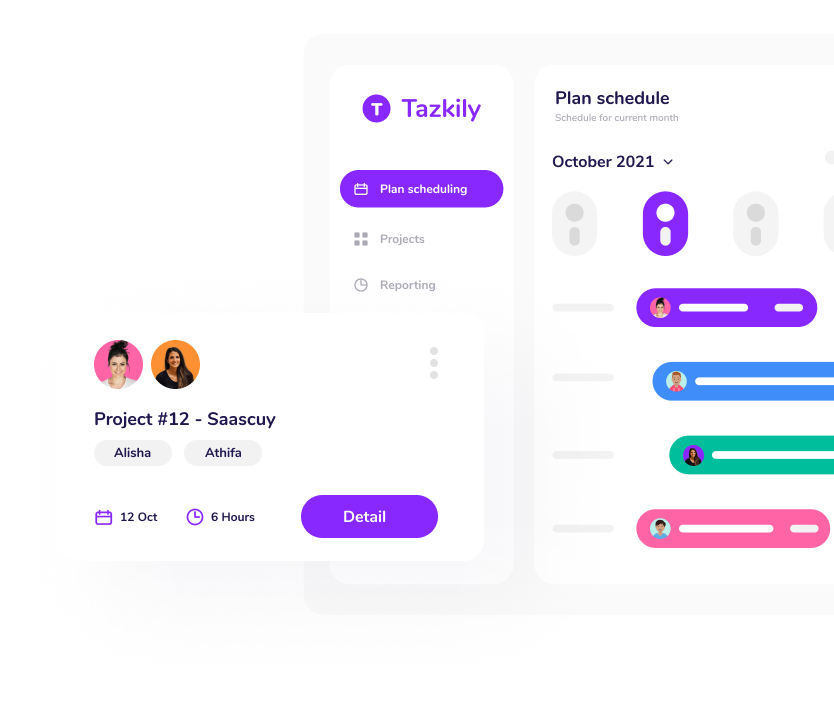 T Tazkily
Plan scheduling
Projects
Reporting
Plan schedule
Schedule for current month
October 2021
Project #12 - Saascuy
Alisha Athifa
12 Oct 6 Hours Detail